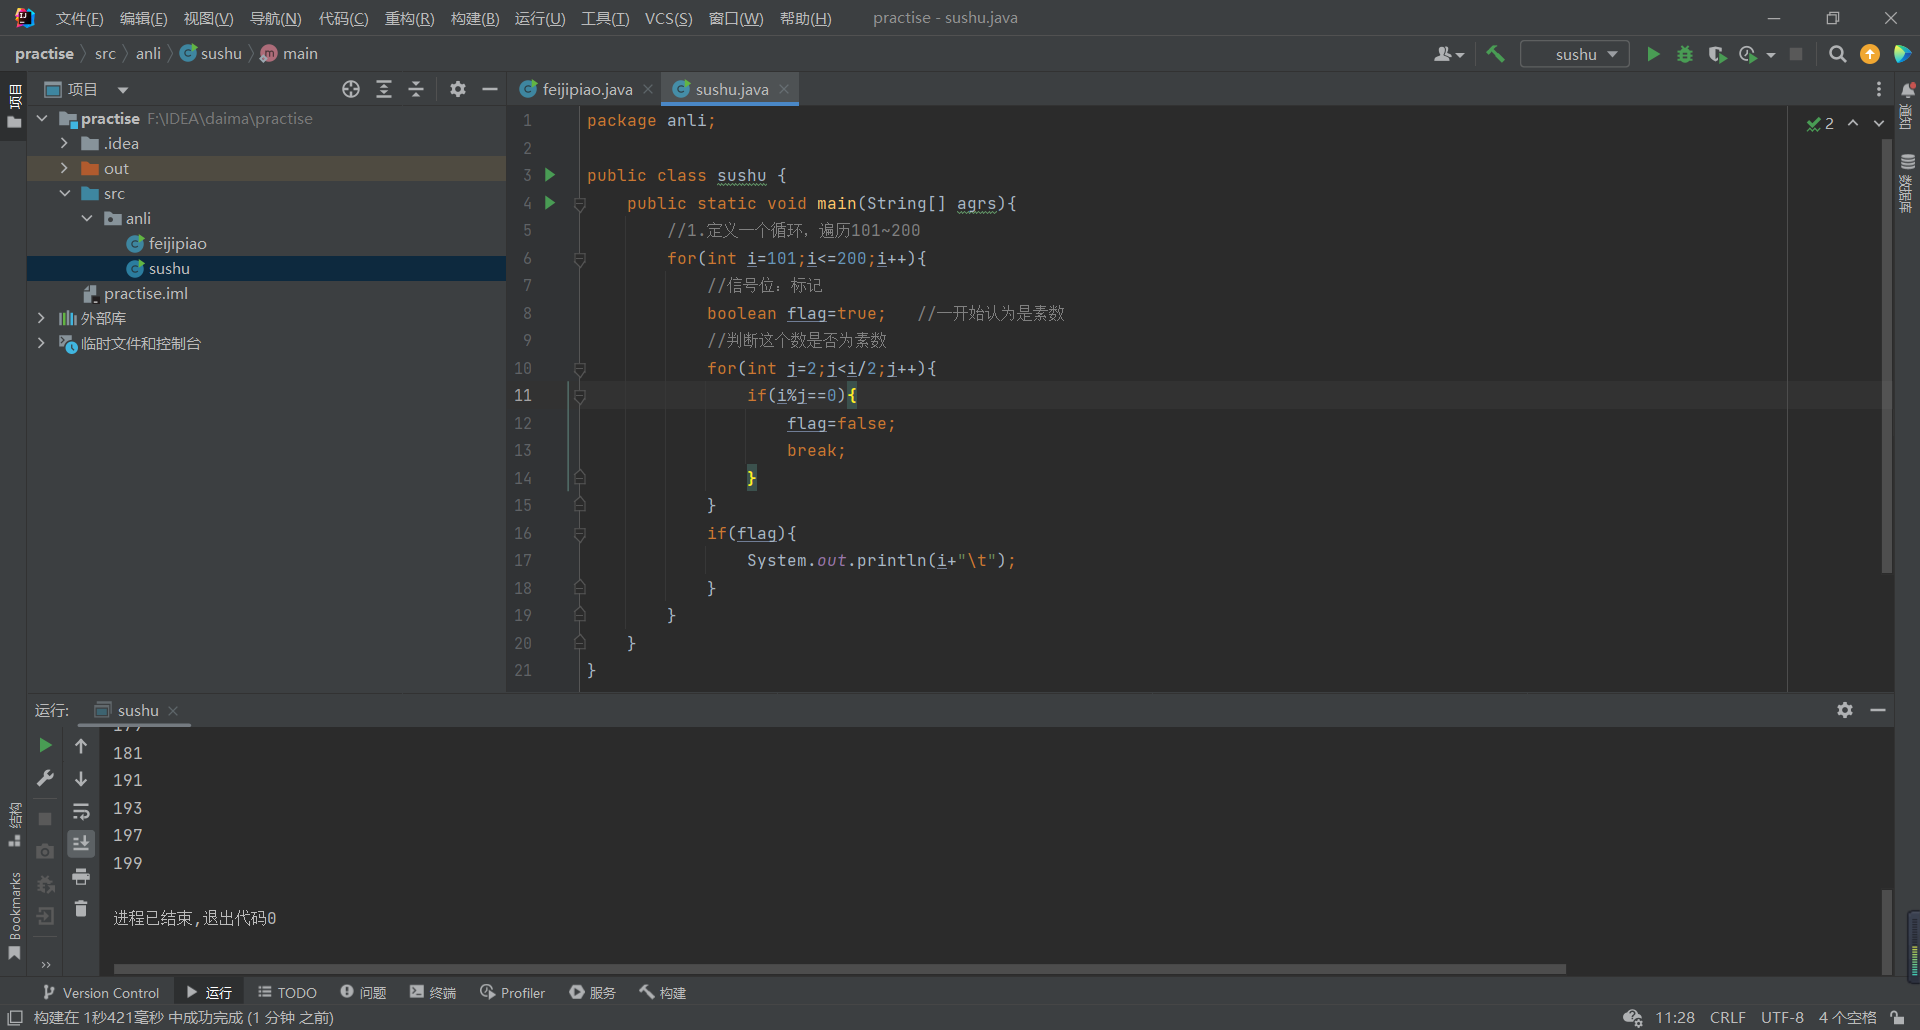 文件(F) 编辑(E) 视图(V) 导航(N) 代码(C) 重构(R) 构建(B) 运行(U) 工具(T) VCS(S) 窗口(W) 帮助(H) practise - sushu.java
practise src anli sushu main sushu
项目
项目
feijipiao.java sushu.java
通知
数据库
practise F:\IDEA\daima\practise
.idea
out
src
anli
feijipiao
sushu
practise.iml
外部库
临时文件和控制台
2
1 package anli;
2
3 public class sushu {
4 public static void main(String[] agrs){
5 //1.定义一个循环，遍历101~200
6 for(int i=101;i<=200;i++){
7 //信号位：标记
8 boolean flag=true; //一开始认为是素数
9 //判断这个数是否为素数
10 for(int j=2;j<i/2;j++){
11 if(i%j==0){
12 flag=false;
13 break;
14 }
15 }
16 if(flag){
17 System.out.println(i+"\t");
18 }
19 }
20 }
21 }
运行: sushu
181
191
193
197
199
进程已结束,退出代码0
结构
Bookmarks
Version Control 运行 TODO 问题 终端 Profiler 服务 构建
构建在 1秒421毫秒 中成功完成 (1 分钟 之前) 11:28 CRLF UTF-8 4 个空格